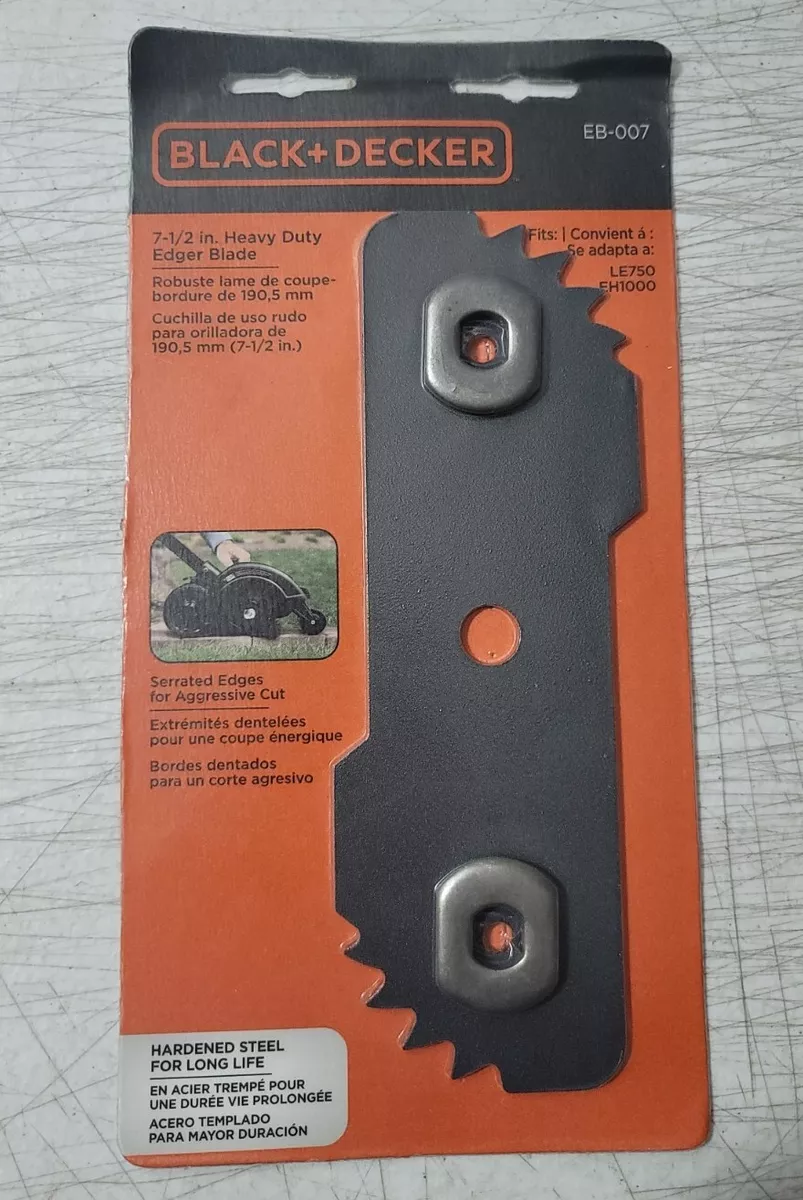 BLACK+DECKER
EB-007
7-1/2 in. Heavy Duty
Edger Blade
Robuste lame de coupe-
bordure de 190,5 mm
Cuchilla de uso rudo
para orilladora de
190,5 mm (7-1/2 in.)
Fits: | Convient á :
Se adapta a:
LE750
EH1000
Serrated Edges
for Aggressive Cut
Extrémités dentelées
pour une coupe énergique
Bordes dentados
para un corte agresivo
HARDENED STEEL
FOR LONG LIFE
EN ACIER TREMPÉ POUR
UNE DURÉE VIE PROLONGÉE
ACERO TEMPLADO
PARA MAYOR DURACIÓN